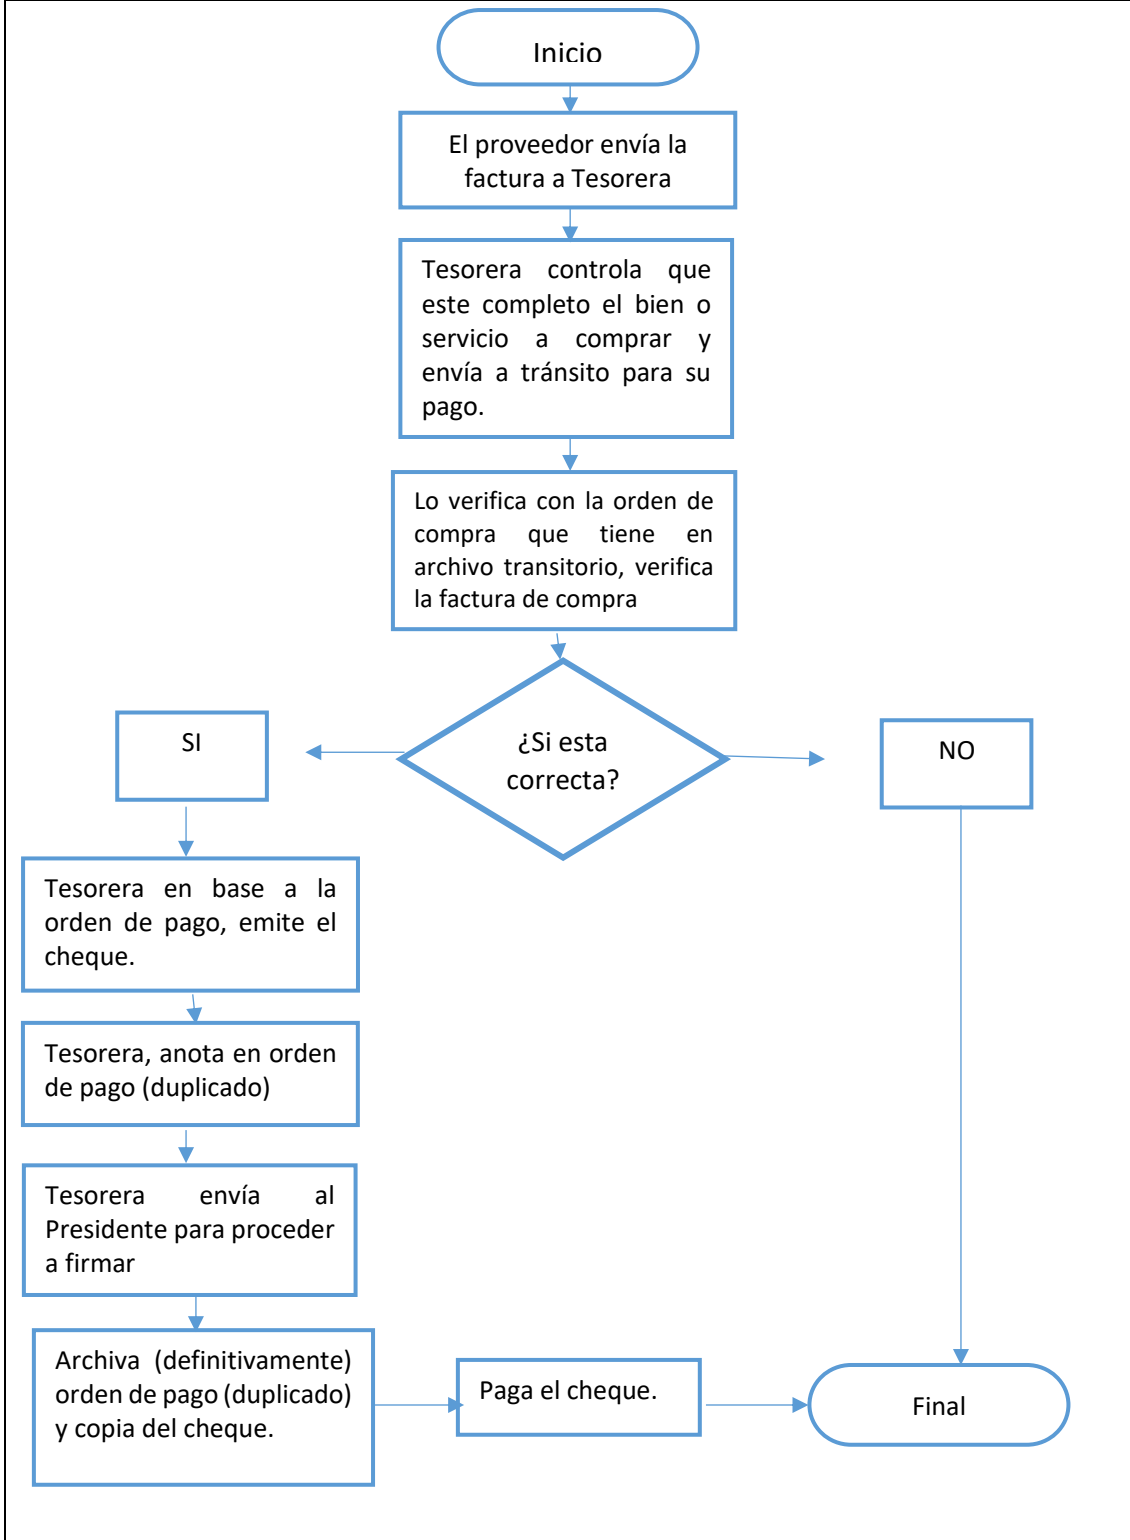 Inicio
El proveedor envía la
factura a Tesorera
Tesorera controla que
este completo el bien o
servicio a comprar y
envía a tránsito para su
pago.
Lo verifica con la orden de
compra que tiene en
archivo transitorio, verifica
la factura de compra
¿Si esta
correcta?
SI
NO
Tesorera en base a la
orden de pago, emite el
cheque.
Tesorera, anota en orden
de pago (duplicado)
Tesorera envía al
Presidente para proceder
a firmar
Archiva (definitivamente)
orden de pago (duplicado)
y copia del cheque.
Paga el cheque.
Final